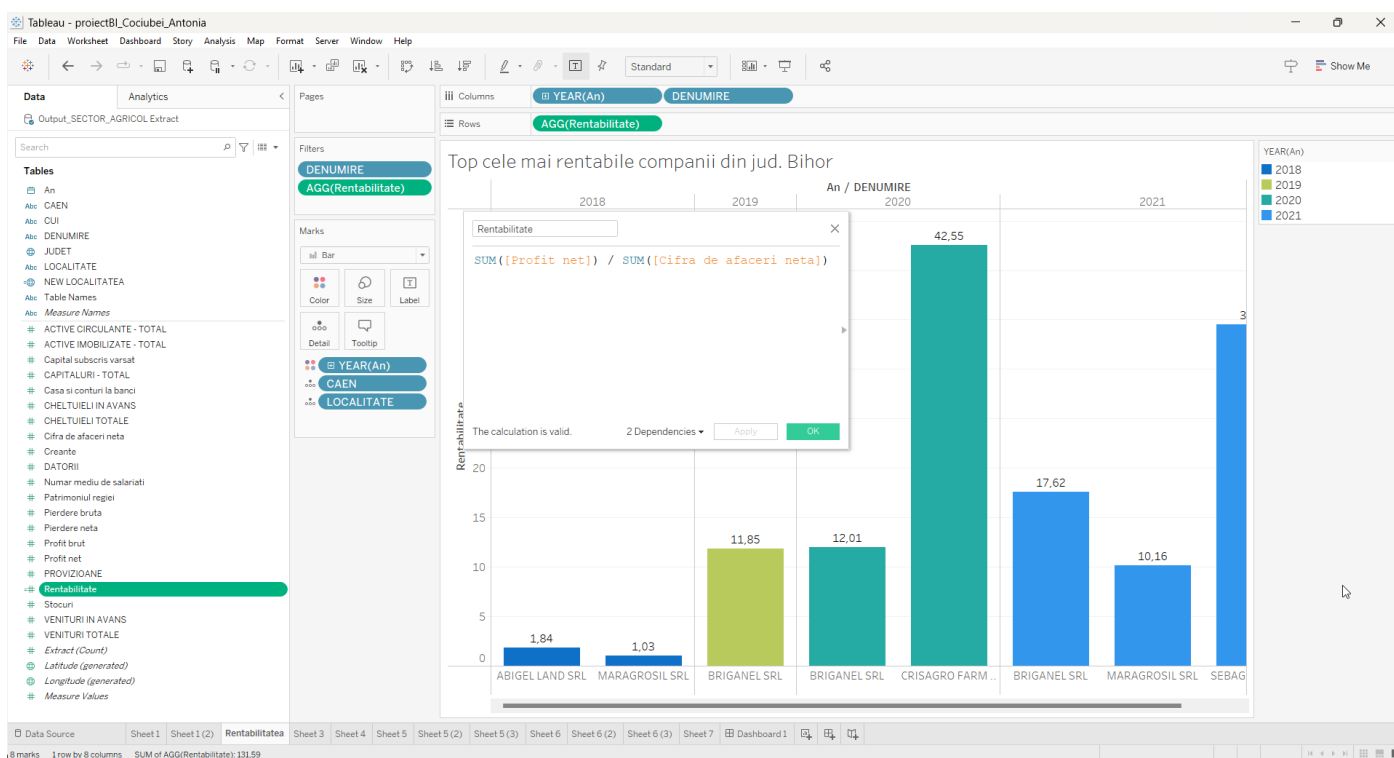 Tableau - proiectBI_Cociubei_Antonia
File Data Worksheet Dashboard Story Analysis Map Format Server Window Help
Standard
Show Me
Data Analytics
Output_SECTOR_AGRICOL Extract
Search
Tables
An
Abc CAEN
Abc CUI
Abc DENUMIRE
JUDET
Abc LOCALITATE
NEW LOCALITATEA
Abc Table Names
Abc Measure Names
# ACTIVE CIRCULANTE - TOTAL
# ACTIVE IMOBILIZATE - TOTAL
# Capital subscris varsat
# CAPITALURI - TOTAL
# Casa si conturi la banci
# CHELTUIELI IN AVANS
# CHELTUIELI TOTALE
# Cifra de afaceri neta
# Creante
# DATORII
# Numar mediu de salariati
# Patrimoniul regiei
# Pierdere bruta
# Pierdere neta
# Profit brut
# Profit net
# PROVIZIOANE
=# Rentabilitate
# Stocuri
# VENITURI IN AVANS
# VENITURI TOTALE
# Extract (Count)
Latitude (generated)
Longitude (generated)
# Measure Values
Pages
Filters
DENUMIRE
AGG(Rentabilitate)
Marks
Bar
Color Size Label
Detail Tooltip
YEAR(An)
CAEN
LOCALITATE
Columns YEAR(An) DENUMIRE
Rows AGG(Rentabilitate)
Top cele mai rentabile companii din jud. Bihor
An / DENUMIRE
2018 2019 2020 2021
Rentabilitate
SUM([Profit net]) / SUM([Cifra de afaceri neta])
The calculation is valid. 2 Dependencies Apply OK
Rentabilitate
20
15
10
5
0
1,84
1,03
11,85
12,01
42,55
17,62
10,16
3
ABIGEL LAND SRL MARAGROSIL SRL BRIGANEL SRL BRIGANEL SRL CRISAGRO FARM .. BRIGANEL SRL MARAGROSIL SRL SEBAG
YEAR(An)
2018
2019
2020
2021
Data Source Sheet 1 Sheet 1 (2) Rentabilitatea Sheet 3 Sheet 4 Sheet 5 Sheet 5 (2) Sheet 5 (3) Sheet 6 Sheet 6 (2) Sheet 6 (3) Sheet 7 Dashboard 1
8 marks 1 row by 8 columns SUM of AGG(Rentabilitate): 131,59